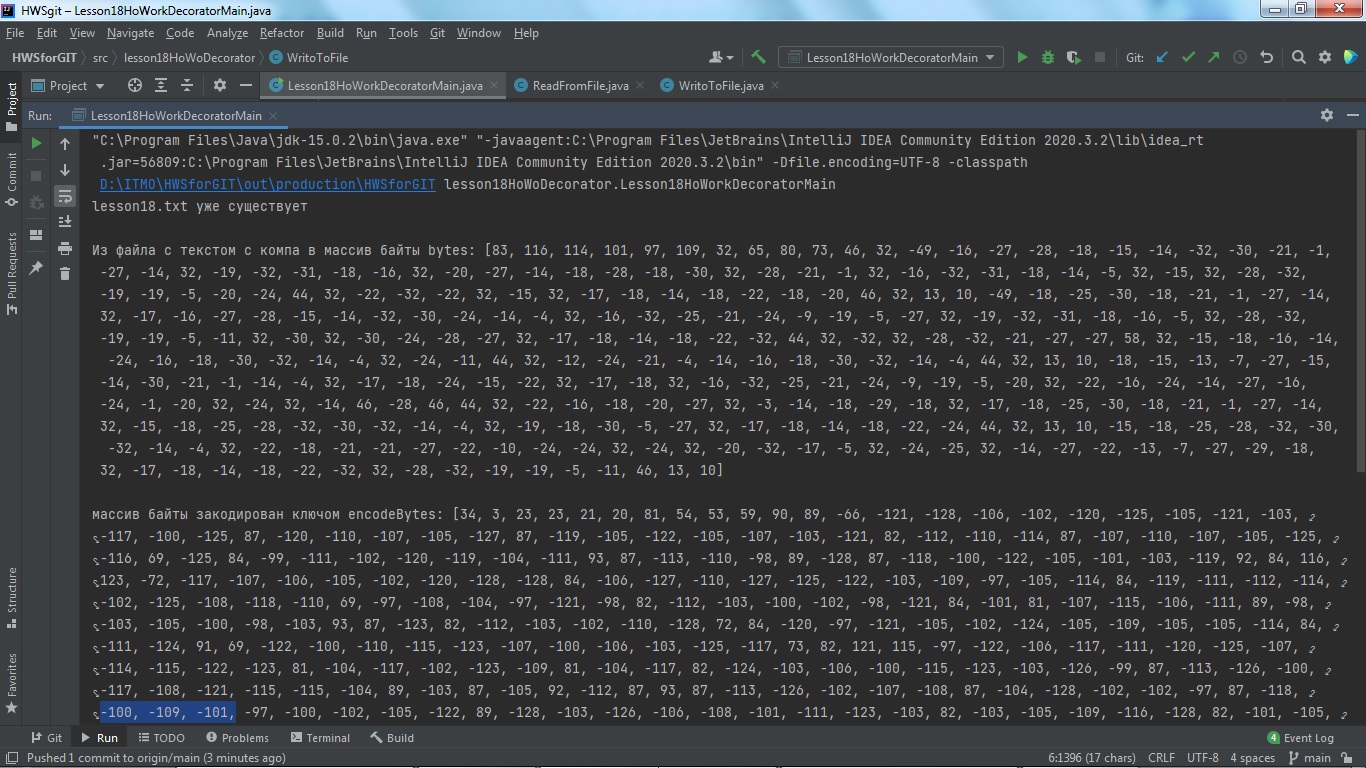 HWSgit – Lesson18HoWorkDecoratorMain.java
File Edit View Navigate Code Analyze Refactor Build Run Tools Git Window Help
HWSforGIT src lesson18HoWoDecorator WritoToFile Lesson18HoWorkDecoratorMain Git:
Project Lesson18HoWorkDecoratorMain.java ReadFromFile.java WritoToFile.java
Run: Lesson18HoWorkDecoratorMain
"C:\Program Files\Java\jdk-15.0.2\bin\java.exe" "-javaagent:C:\Program Files\JetBrains\IntelliJ IDEA Community Edition 2020.3.2\lib\idea_rt
.jar=56809:C:\Program Files\JetBrains\IntelliJ IDEA Community Edition 2020.3.2\bin" -Dfile.encoding=UTF-8 -classpath
D:\ITMO\HWSforGIT\out\production\HWSforGIT lesson18HoWoDecorator.Lesson18HoWorkDecoratorMain
lesson18.txt уже существует
Из файла с текстом с компа в массив байты bytes: [83, 116, 114, 101, 97, 109, 32, 65, 80, 73, 46, 32, -49, -16, -27, -28, -18, -15, -14, -32, -30, -21, -1,
-27, -14, 32, -19, -32, -31, -18, -16, 32, -20, -27, -14, -18, -28, -18, -30, 32, -28, -21, -1, 32, -16, -32, -31, -18, -14, -5, 32, -15, 32, -28, -32,
-19, -19, -5, -20, -24, 44, 32, -22, -32, -22, 32, -15, 32, -17, -18, -14, -18, -22, -18, -20, 46, 32, 13, 10, -49, -18, -25, -30, -18, -21, -1, -27, -14,
32, -17, -16, -27, -28, -15, -14, -32, -30, -24, -14, -4, 32, -16, -32, -25, -21, -24, -9, -19, -5, -27, 32, -19, -32, -31, -18, -16, -5, 32, -28, -32,
-19, -19, -5, -11, 32, -30, 32, -30, -24, -28, -27, 32, -17, -18, -14, -18, -22, -32, 44, 32, -32, 32, -28, -32, -21, -27, -27, 58, 32, -15, -18, -16, -14,
-24, -16, -18, -30, -32, -14, -4, 32, -24, -11, 44, 32, -12, -24, -21, -4, -14, -16, -18, -30, -32, -14, -4, 44, 32, 13, 10, -18, -15, -13, -7, -27, -15,
-14, -30, -21, -1, -14, -4, 32, -17, -18, -24, -15, -22, 32, -17, -18, 32, -16, -32, -25, -21, -24, -9, -19, -5, -20, 32, -22, -16, -24, -14, -27, -16,
-24, -1, -20, 32, -24, 32, -14, 46, -28, 46, 44, 32, -22, -16, -18, -20, -27, 32, -3, -14, -18, -29, -18, 32, -17, -18, -25, -30, -18, -21, -1, -27, -14,
32, -15, -18, -25, -28, -32, -30, -32, -14, -4, 32, -19, -18, -30, -5, -27, 32, -17, -18, -14, -18, -22, -24, 44, 32, 13, 10, -15, -18, -25, -28, -32, -30,
-32, -14, -4, 32, -22, -18, -21, -21, -27, -22, -10, -24, -24, 32, -24, 32, -20, -32, -17, -5, 32, -24, -25, 32, -14, -27, -22, -13, -7, -27, -29, -18,
32, -17, -18, -14, -18, -22, -32, 32, -28, -32, -19, -19, -5, -11, 46, 13, 10]
массив байты закодирован ключом encodeBytes: [34, 3, 23, 23, 21, 20, 81, 54, 53, 59, 90, 89, -66, -121, -128, -106, -102, -120, -125, -105, -121, -103,
-117, -100, -125, 87, -120, -110, -107, -105, -127, 87, -119, -105, -122, -105, -107, -103, -121, 82, -112, -110, -114, 87, -107, -110, -107, -105, -125,
-116, 69, -125, 84, -99, -111, -102, -120, -119, -104, -111, 93, 87, -113, -110, -98, 89, -128, 87, -118, -100, -122, -105, -101, -103, -119, 92, 84, 116,
123, -72, -117, -107, -106, -105, -102, -120, -128, -128, 84, -106, -127, -110, -127, -125, -122, -103, -109, -97, -105, -114, 84, -119, -111, -112, -114,
-102, -125, -108, -118, -110, 69, -97, -108, -104, -97, -121, -98, 82, -112, -103, -100, -102, -98, -121, 84, -101, 81, -107, -115, -106, -111, 89, -98,
-103, -105, -100, -98, -103, 93, 87, -123, 82, -112, -103, -102, -110, -128, 72, 84, -120, -97, -121, -105, -102, -124, -105, -109, -105, -105, -114, 84,
-111, -124, 91, 69, -122, -100, -110, -115, -123, -107, -100, -106, -103, -125, -117, 73, 82, 121, 115, -97, -122, -106, -117, -111, -120, -125, -107,
-114, -115, -122, -123, 81, -104, -117, -102, -123, -109, 81, -104, -117, 82, -124, -103, -106, -100, -115, -123, -103, -126, -99, 87, -113, -126, -100,
-117, -108, -121, -115, -115, -104, 89, -103, 87, -105, 92, -112, 87, 93, 87, -113, -126, -102, -107, -108, 87, -104, -128, -102, -102, -97, 87, -118,
-100, -109, -101, -97, -100, -102, -105, -122, 89, -128, -103, -126, -106, -108, -101, -111, -123, -103, 82, -103, -105, -109, -116, -128, 82, -101, -105,
Project
Commit
Pull Requests
Structure
Favorites
Git Run TODO Problems Terminal Build 4 Event Log
Pushed 1 commit to origin/main (3 minutes ago) 6:1396 (17 chars) CRLF UTF-8 4 spaces main